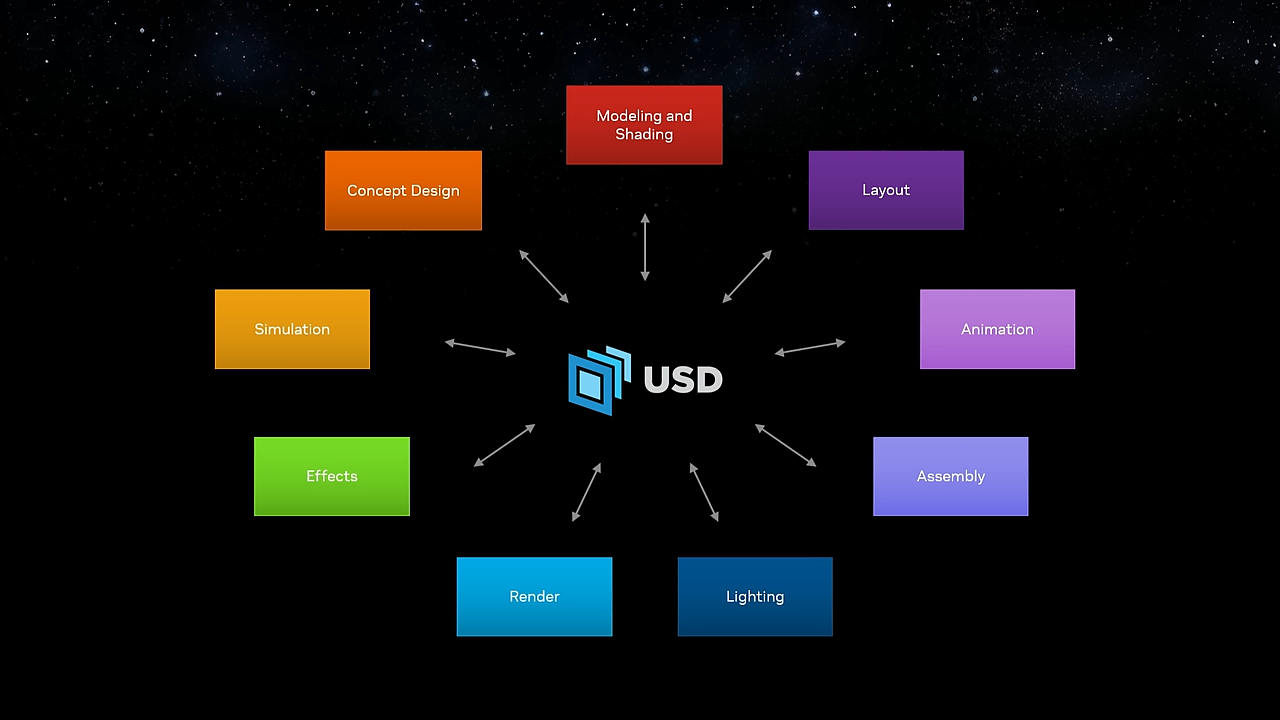 Modeling and
Shading
Concept Design
Layout
Simulation
Animation
USD
Effects
Assembly
Render
Lighting